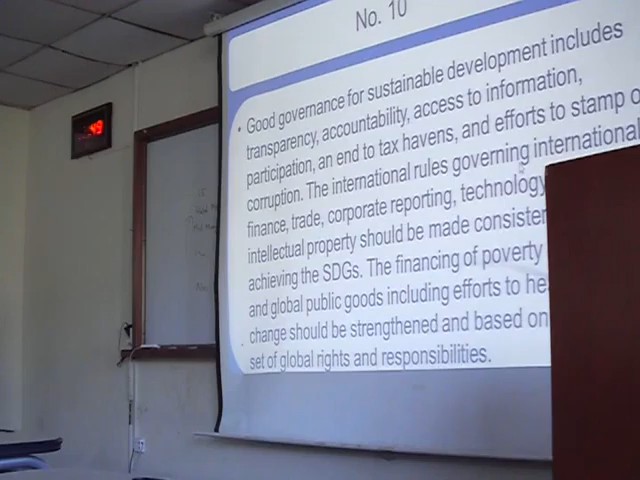 No. 10
• Good governance for sustainable development includes
transparency, accountability, access to information,
participation, an end to tax havens, and efforts to stamp
corruption. The international rules governing international
finance, trade, corporate reporting, technology
intellectual property should be made
achieving the SDGs. The financing of poverty
and global public goods including efforts to
change should be strengthened and based on
set of global rights and responsibilities.